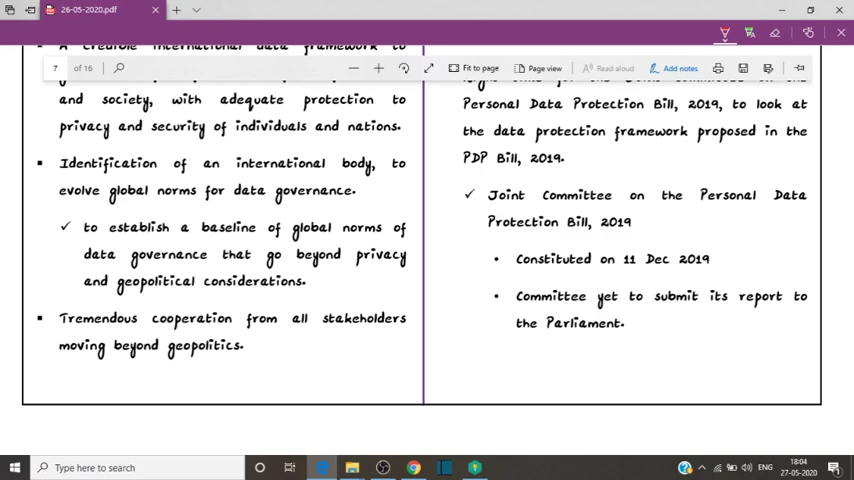 26-05-2020.pdf
7 of 16
Fit to page
Page view
Read aloud
Add notes
A credible international data framework to
and society, with adequate protection to
privacy and security of individuals and nations.
Identification of an international body, to
evolve global norms for data governance.
✓ to establish a baseline of global norms of
data governance that go beyond privacy
and geopolitical considerations.
Tremendous cooperation from all stakeholders
moving beyond geopolitics.
Personal Data Protection Bill, 2019, to look at
the data protection framework proposed in the
PDP Bill, 2019.
✓ Joint Committee on the Personal Data
Protection Bill, 2019
• Constituted on 11 Dec 2019
• Committee yet to submit its report to
the Parliament.
Type here to search
ENG
18:04
27-05-2020